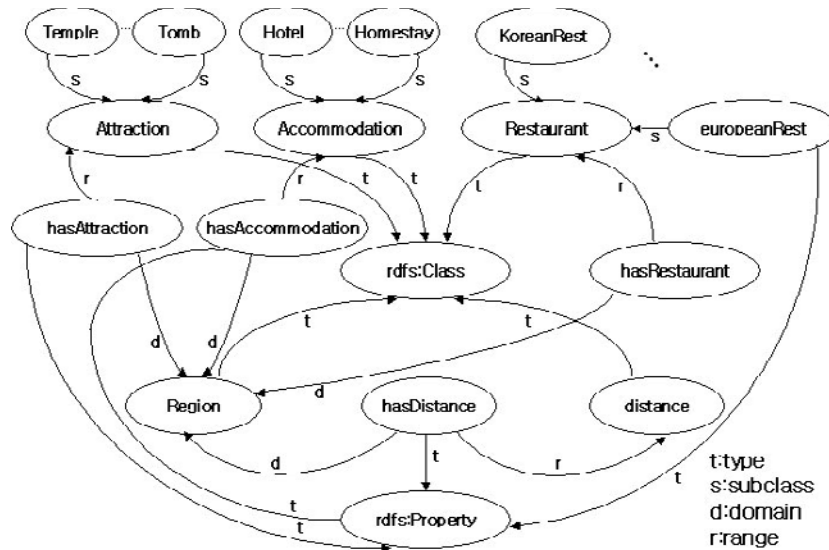 Temple
Tomb
Hotel
Homestay
KoreanRest
s
s
s
s
s
Attraction
Accommodation
Restaurant
s
europeanRest
r
r
t
t
t
r
hasAttraction
hasAccommodation
rdfs:Class
hasRestaurant
t
t
d
d
d
Region
hasDistance
distance
d
t
r
t
t
t
rdfs:Property
t:type
s:subclass
d:domain
r:range